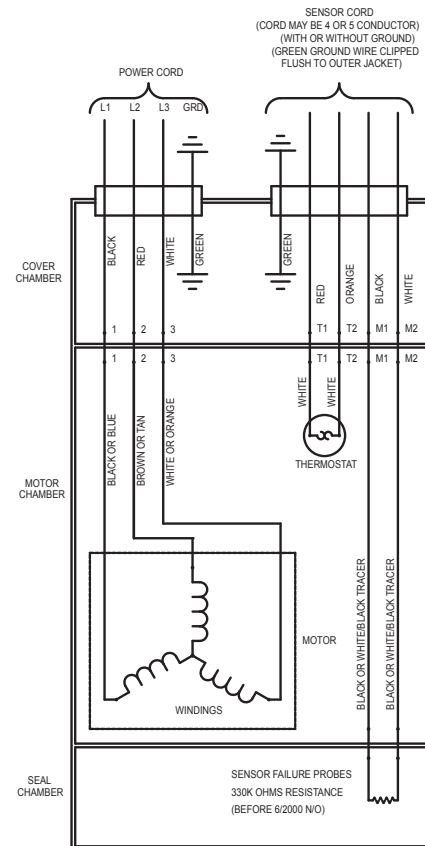 SENSOR CORD
(CORD MAY BE 4 OR 5 CONDUCTOR)
(WITH OR WITHOUT GROUND)
(GREEN GROUND WIRE CLIPPED
FLUSH TO OUTER JACKET)
POWER CORD
L1 L2 L3 GRD
COVER
CHAMBER
BLACK
RED
WHITE
GREEN
GREEN
RED
ORANGE
BLACK
WHITE
1 2 3 T1 T2 M1 M2
1 2 3 T1 T2 M1 M2
MOTOR
CHAMBER
BLACK OR BLUE
BROWN OR TAN
WHITE OR ORANGE
WHITE
WHITE
THERMOSTAT
BLACK OR WHITE/BLACK TRACER
BLACK OR WHITE/BLACK TRACER
MOTOR
WINDINGS
SEAL
CHAMBER
SENSOR FAILURE PROBES
330K OHMS RESISTANCE
(BEFORE 6/2000 N/O)